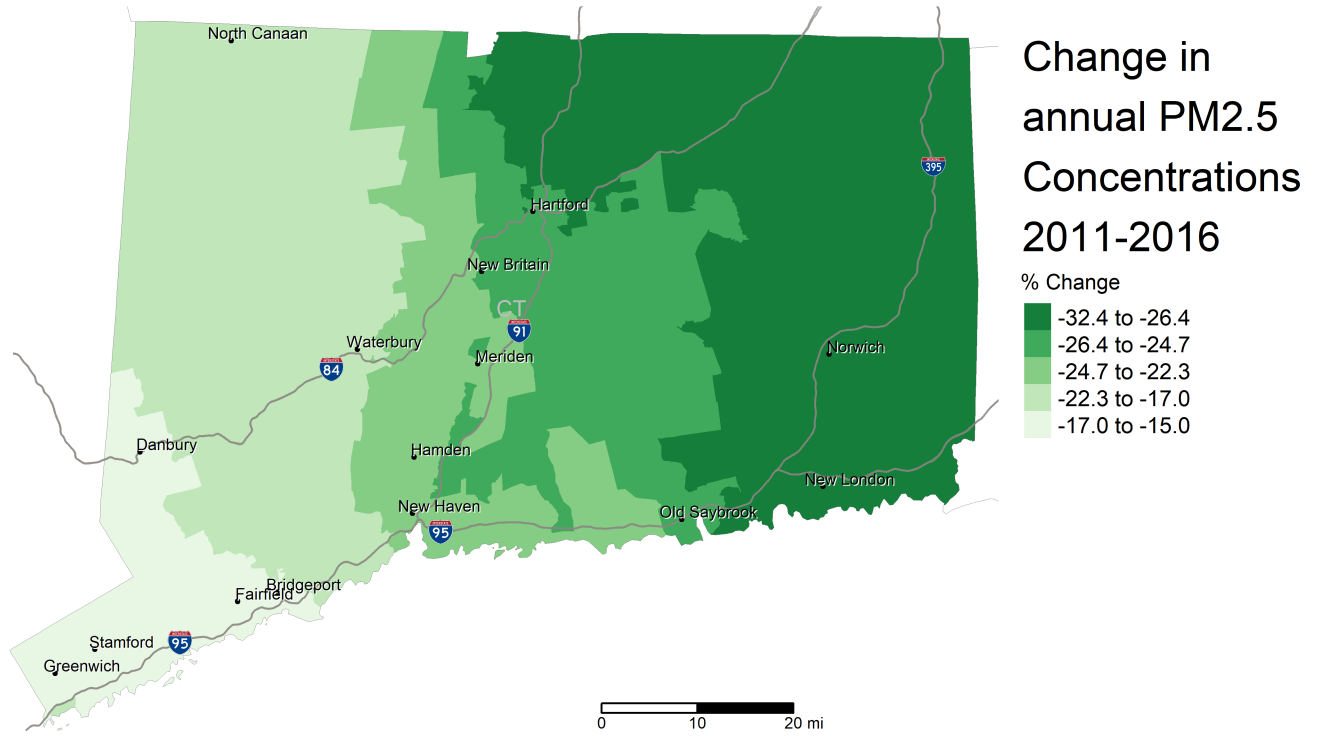 Change in
annual PM2.5
Concentrations
2011-2016
% Change
-32.4 to -26.4
-26.4 to -24.7
-24.7 to -22.3
-22.3 to -17.0
-17.0 to -15.0
North Canaan
395
Hartford
New Britain
CT
91
Waterbury
Meriden
Norwich
84
Danbury
Hamden
New London
New Haven
Old Saybrook
95
Bridgeport
Fairfield
Stamford
95
Greenwich
0 10 20 mi